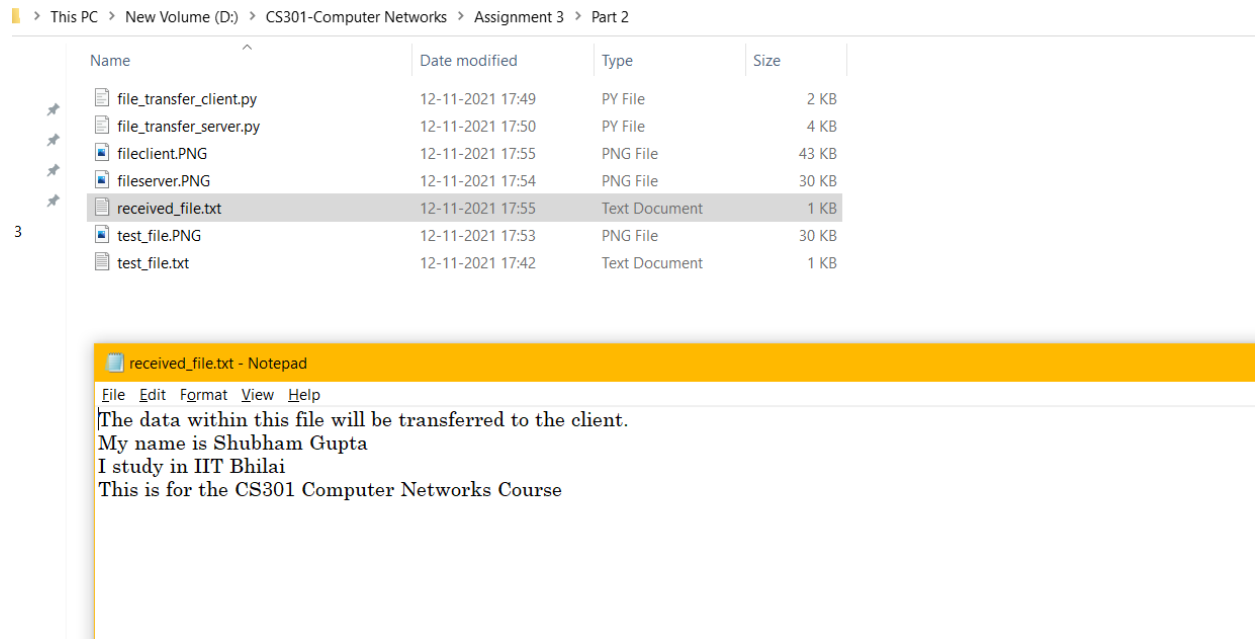 > This PC > New Volume (D:) > CS301-Computer Networks > Assignment 3 > Part 2
Name Date modified Type Size
file_transfer_client.py 12-11-2021 17:49 PY File 2 KB
file_transfer_server.py 12-11-2021 17:50 PY File 4 KB
fileclient.PNG 12-11-2021 17:55 PNG File 43 KB
fileserver.PNG 12-11-2021 17:54 PNG File 30 KB
received_file.txt 12-11-2021 17:55 Text Document 1 KB
3 test_file.PNG 12-11-2021 17:53 PNG File 30 KB
test_file.txt 12-11-2021 17:42 Text Document 1 KB
received_file.txt - Notepad
File Edit Format View Help
The data within this file will be transferred to the client.
My name is Shubham Gupta
I study in IIT Bhilai
This is for the CS301 Computer Networks Course